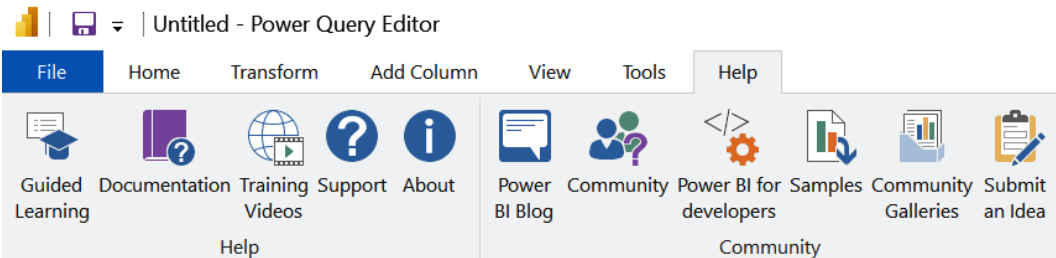 Untitled - Power Query Editor
File Home Transform Add Column View Tools Help
Guided Documentation Training Support About Power Community Power BI for Samples Community Submit
Learning Videos BI Blog developers Galleries an Idea
Help Community